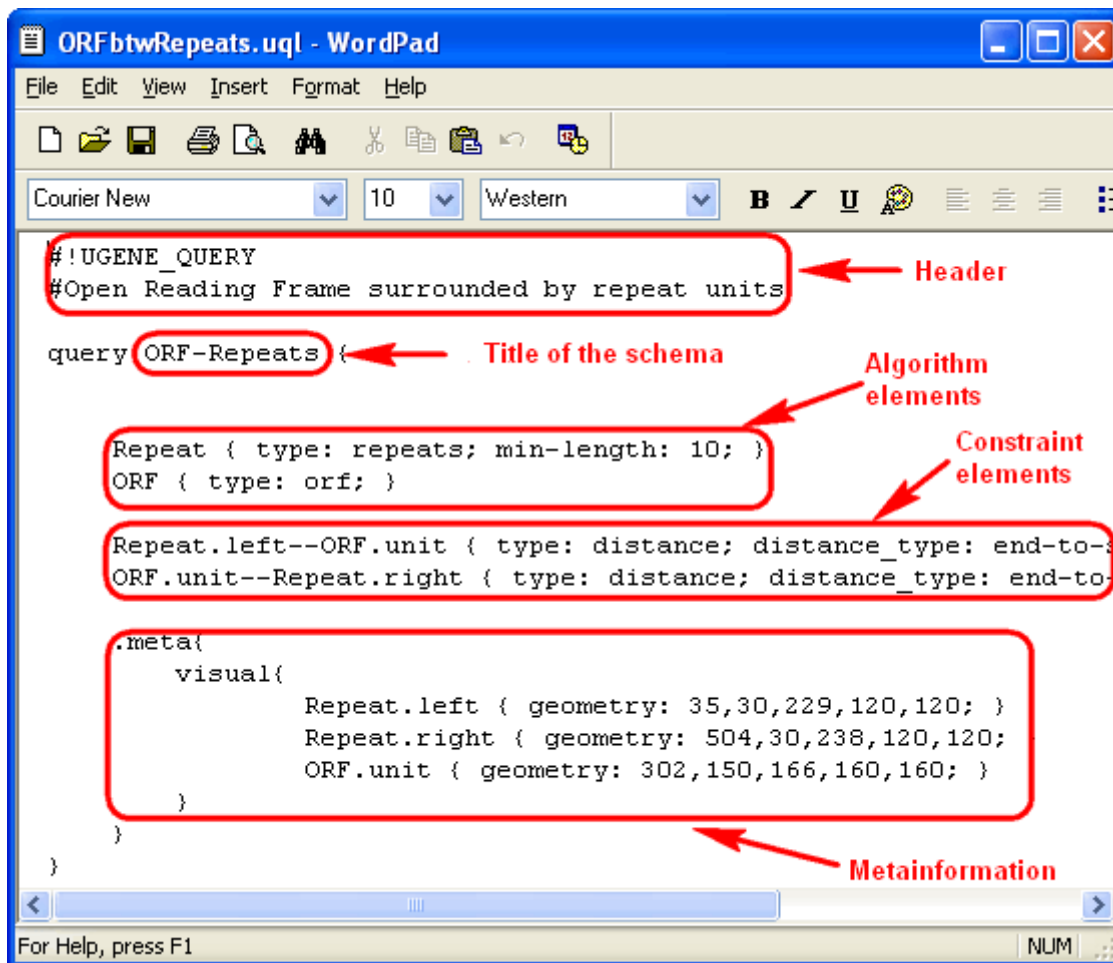 ORFbtwRepeats.uql - WordPad
File Edit View Insert Format Help
Courier New 10 Western B I U
#!UGENE_QUERY
#Open Reading Frame surrounded by repeat units
Header
query ORF-Repeats {
Title of the schema
Algorithm
elements
Repeat { type: repeats; min-length: 10; }
ORF { type: orf; }
Constraint
elements
Repeat.left--ORF.unit { type: distance; distance_type: end-to-s
ORF.unit--Repeat.right { type: distance; distance_type: end-to-
.meta{
visual{
Repeat.left { geometry: 35,30,229,120,120; }
Repeat.right { geometry: 504,30,238,120,120;
ORF.unit { geometry: 302,150,166,160,160; }
}
}
}
Metainformation
For Help, press F1 NUM